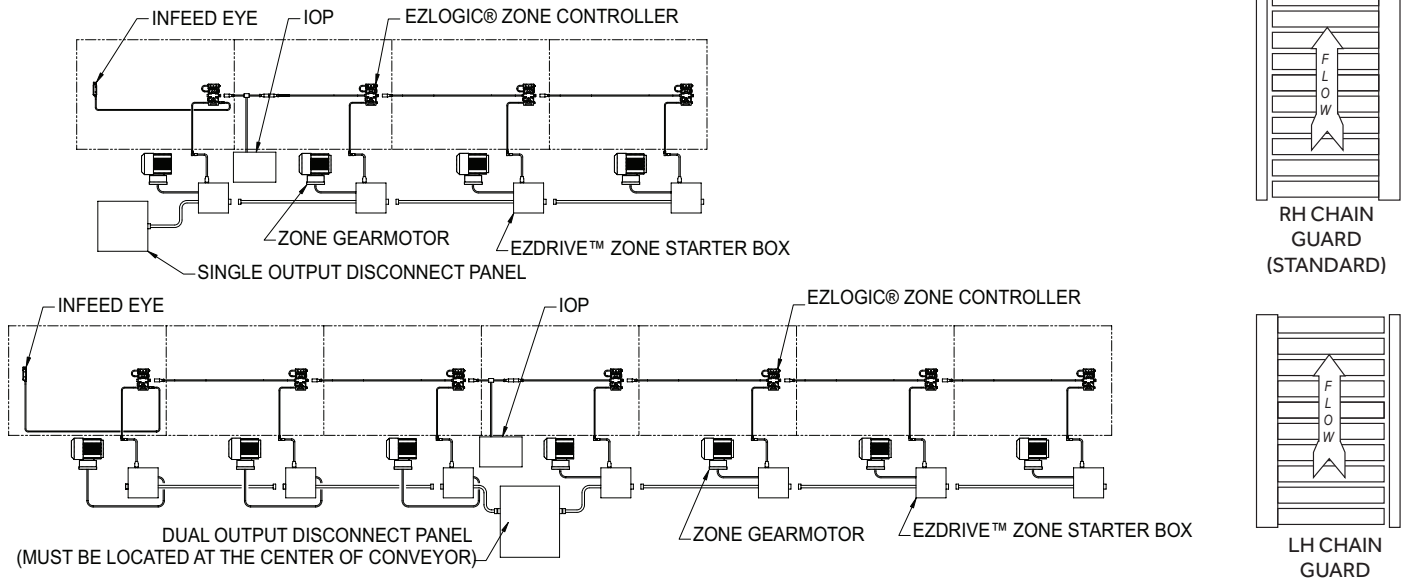 INFEED EYE
IOP
EZLOGIC® ZONE CONTROLLER
ZONE GEARMOTOR
EZDRIVE™ ZONE STARTER BOX
SINGLE OUTPUT DISCONNECT PANEL
INFEED EYE
IOP
EZLOGIC® ZONE CONTROLLER
DUAL OUTPUT DISCONNECT PANEL
(MUST BE LOCATED AT THE CENTER OF CONVEYOR)
ZONE GEARMOTOR
EZDRIVE™ ZONE STARTER BOX
FLOW
RH CHAIN
GUARD
(STANDARD)
FLOW
LH CHAIN
GUARD